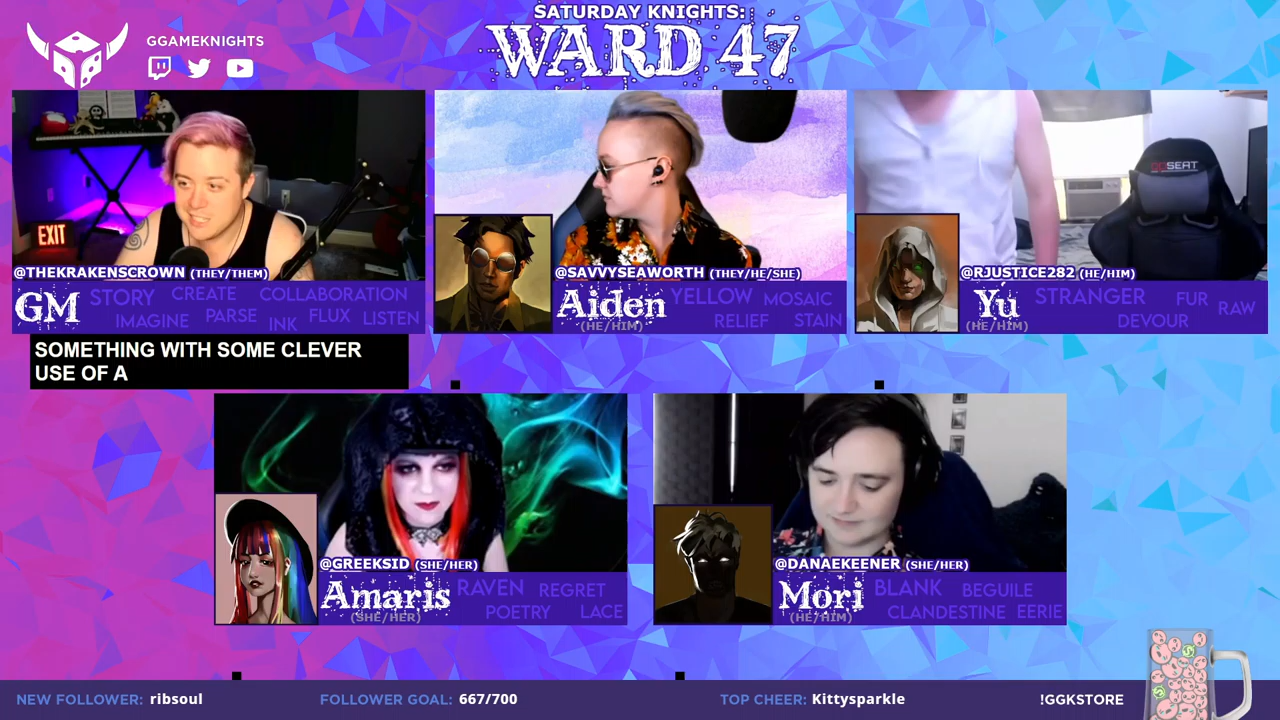 SATURDAY KNIGHTS:
WARD 47
GGAMEKNIGHTS
EXIT
@THEKRAKENSCROWN (THEY/THEM)
GM STORY CREATE COLLABORATION
IMAGINE PARSE INK FLUX LISTEN
@SAVVYSEAWORTH (THEY/HE/SHE)
Aiden YELLOW MOSAIC
(HE/HIM) RELIEF STAIN
SEAT
@RJUSTICE282 (HE/HIM)
Yu STRANGER FUR RAW
(HE/HIM) DEVOUR
SOMETHING WITH SOME CLEVER
USE OF A
@GREEKSID (SHE/HER)
Amaris RAVEN REGRET
(SHE/HER) POETRY LACE
@DANAEKEENER (SHE/HER)
Mori BLANK BEGUILE
(HE/HIM) CLANDESTINE EERIE
NEW FOLLOWER: ribsoul FOLLOWER GOAL: 667/700 TOP CHEER: Kittysparkle !GGKSTORE